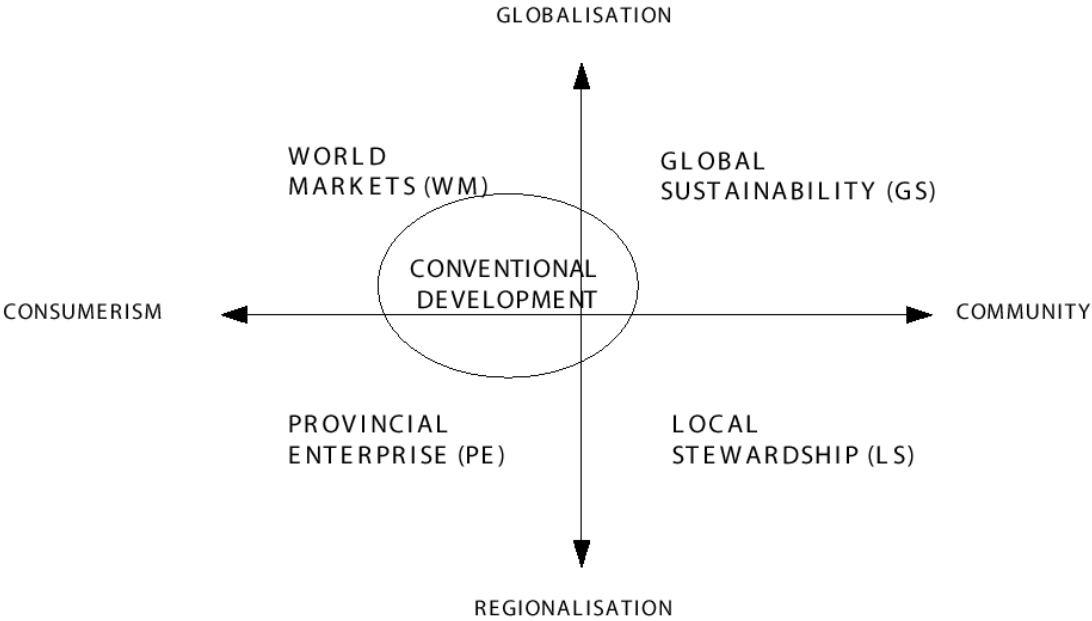 GLOBALISATION
WORLD
MARKETS (WM)
GLOBAL
SUSTAINABILITY (GS)
CONVENTIONAL
DEVELOPMENT
CONSUMERISM
COMMUNITY
PROVINCIAL
ENTERPRISE (PE)
LOCAL
STEWARDSHIP (LS)
REGIONALISATION